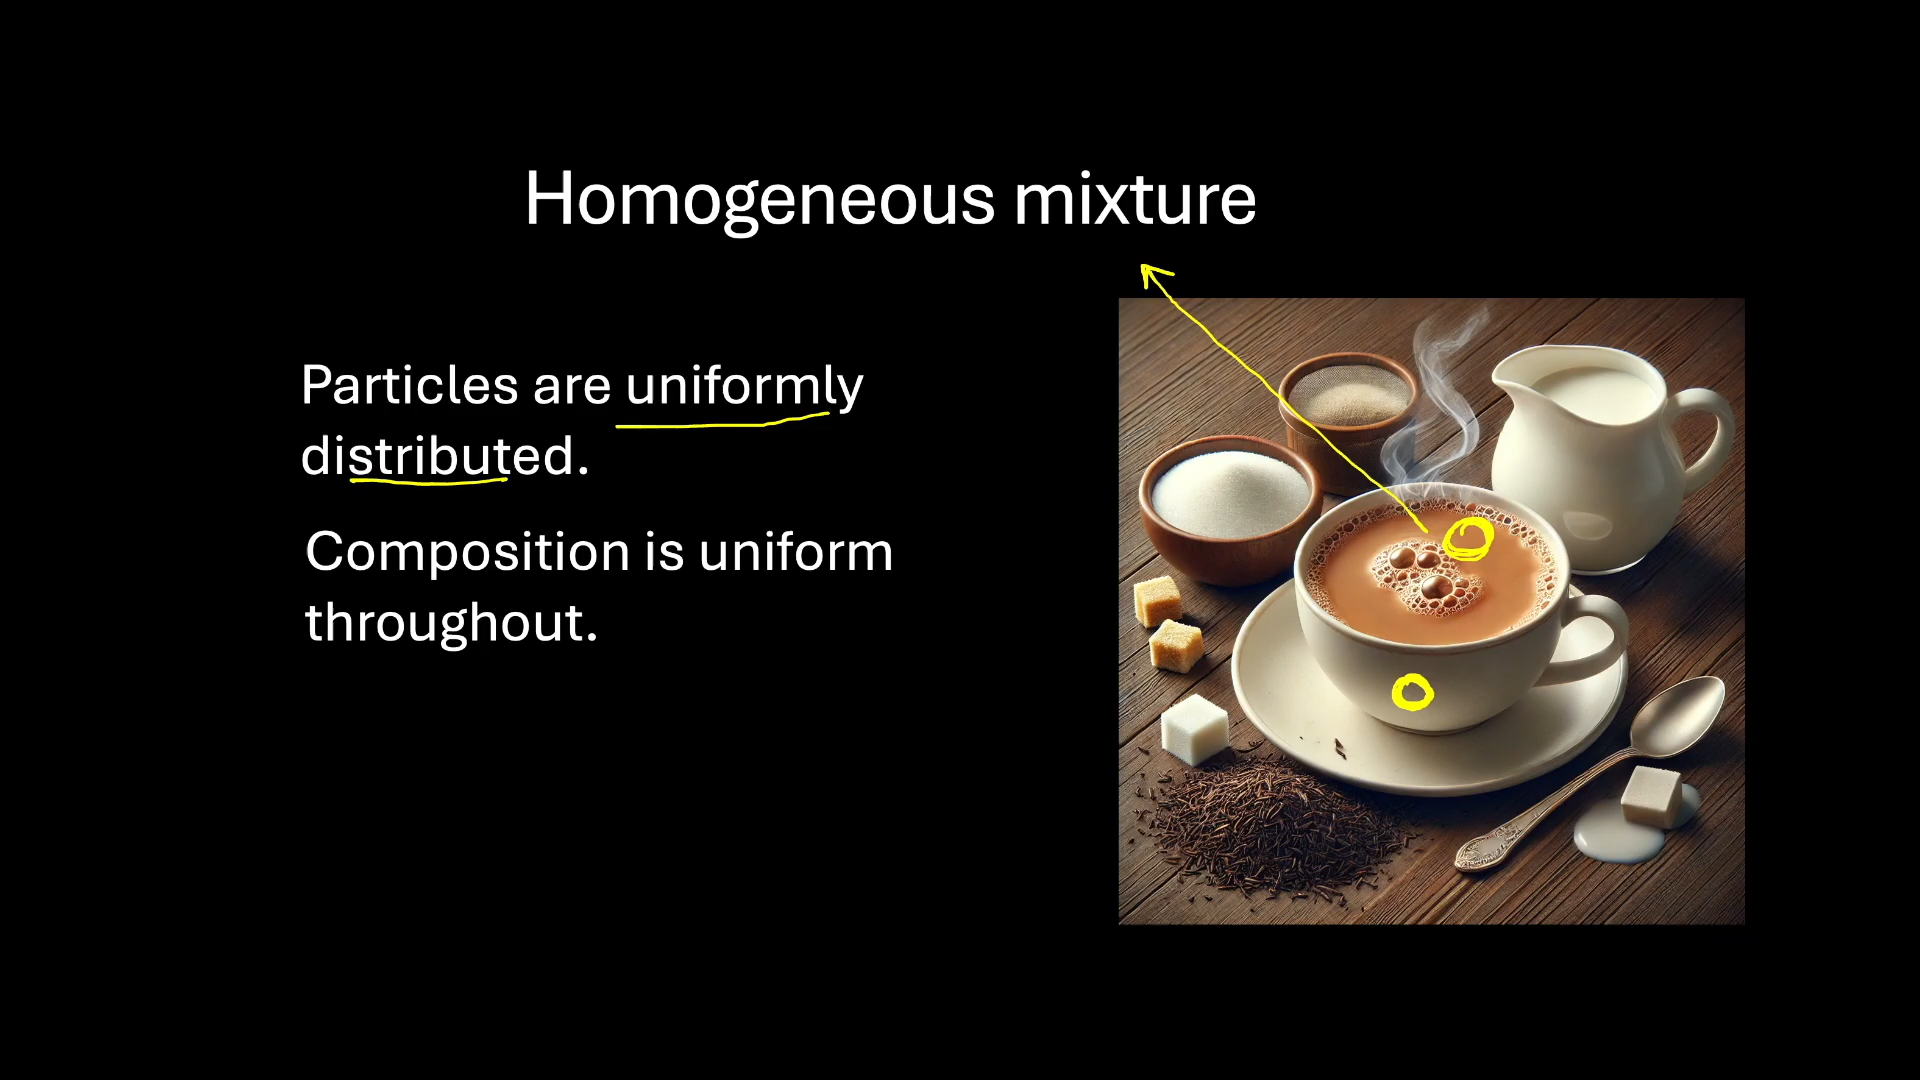 Homogeneous mixture
Particles are uniformly
distributed.
Composition is uniform
throughout.